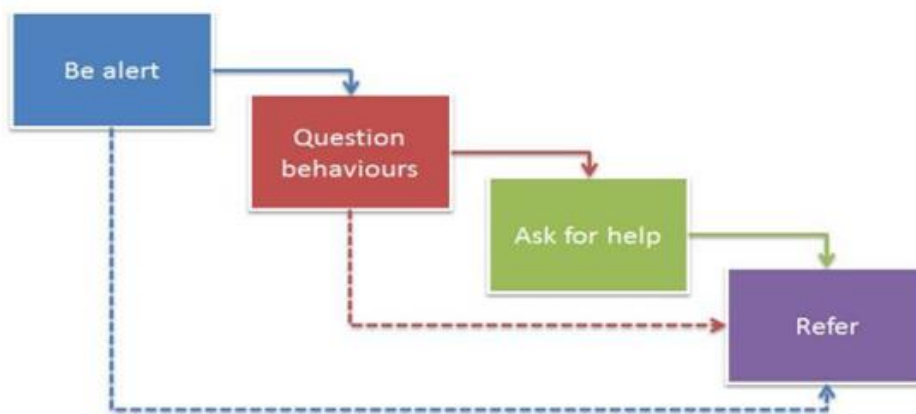 Be alert
Question
behaviours
Ask for help
Refer